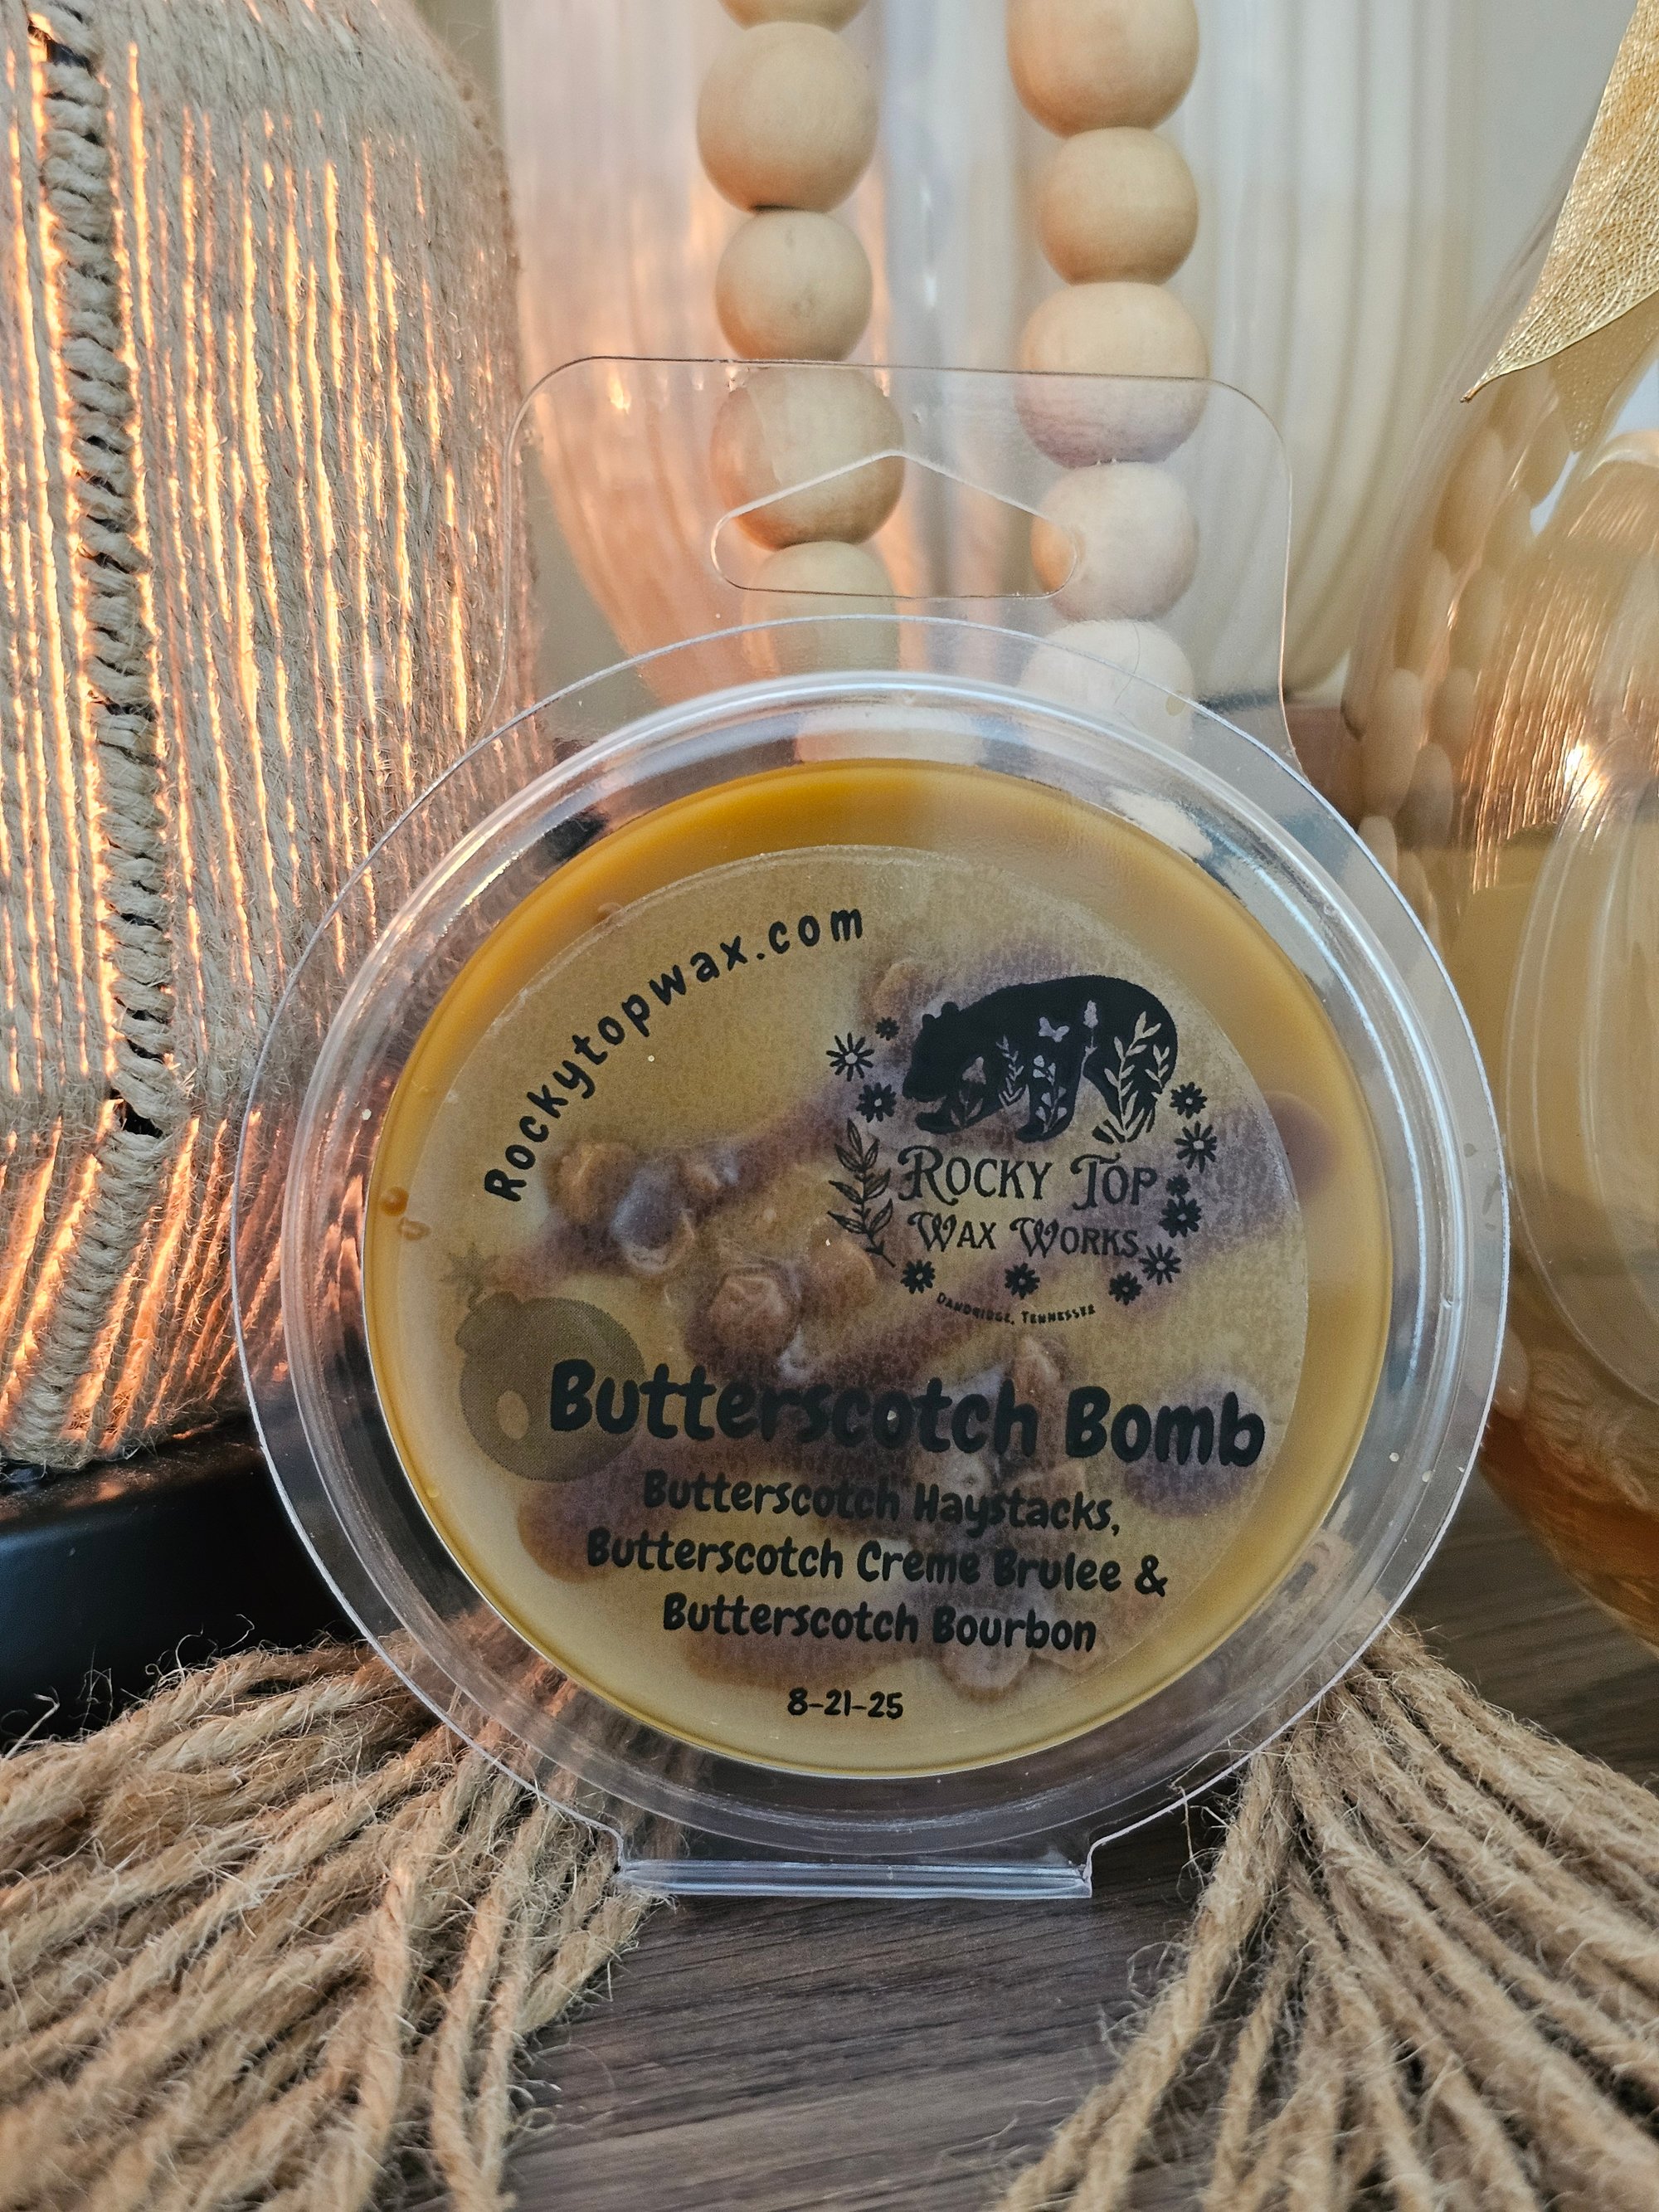 Rockytopwax.com
Rocky Top
Wax Works
Dandridge, Tennessee
Butterscotch Bomb
Butterscotch Haystacks,
Butterscotch Creme Brulee &
Butterscotch Bourbon
8-21-25